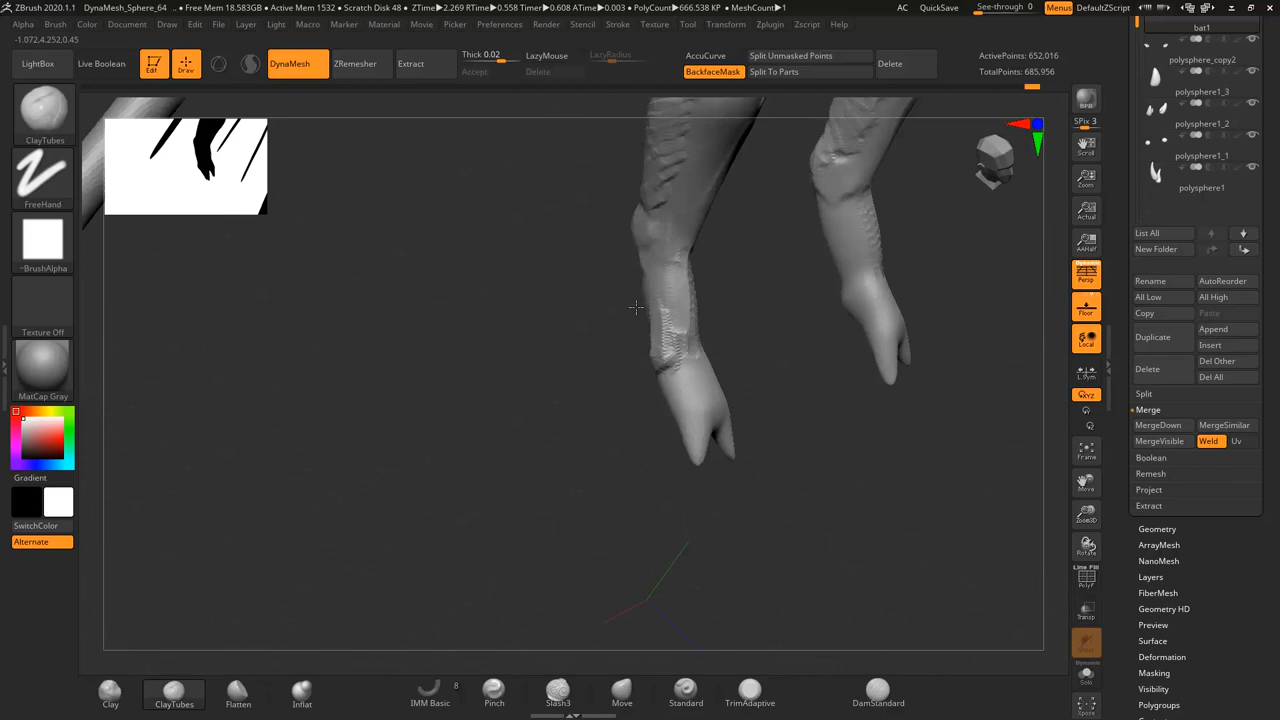 ZBrush 2020.1.1 DynaMesh_Sphere_64 ... • Free Mem 18.583GB • Active Mem 1532 • Scratch Disk 48 • ZTime▶2.269 RTime▶0.558 Timer▶0.608 ATime▶0.003 • PolyCount▶666.538 KP • MeshCount▶1 AC QuickSave See-through 0 Menus DefaultZScript
Alpha Brush Color Document Draw Edit File Layer Light Macro Marker Material Movie Picker Preferences Render Stencil Stroke Texture Tool Transform Zplugin Zscript Help
-1.072,4.252,0.45
LightBox Live Boolean Edit Draw DynaMesh ZRemesher Extract
Thick 0.02 LazyMouse LazyRadius
Accept Delete
AccuCurve Split Unmasked Points
BackfaceMask Split To Parts
Delete
ActivePoints: 652.016
TotalPoints: 685.956
ClayTubes
FreeHand
~BrushAlpha
Texture Off
MatCap Gray
Gradient
SwitchColor
Alternate
BPR
SPix 3
Scroll
Zoom
Actual
AAHalf
Dynamic
Persp
Floor
Local
L.Sym
XYZ
Frame
Move
Zoom3D
Rotate
Line Fill
PolyF
Transp
Dynamic
Solo
Xpose
bat1
polysphere_copy2
polysphere1_3
polysphere1_2
polysphere1_1
polysphere1
List All
New Folder
Rename AutoReorder
All Low All High
Copy Paste
Duplicate Append
Insert
Delete Del Other
Del All
Split
Merge
MergeDown MergeSimilar
MergeVisible Weld Uv
Boolean
Remesh
Project
Extract
Geometry
ArrayMesh
NanoMesh
Layers
FiberMesh
Geometry HD
Preview
Surface
Deformation
Masking
Visibility
Polygroups
Clay ClayTubes Flatten Inflat IMM Basic 8 Pinch Slash3 Move Standard TrimAdaptive DamStandard